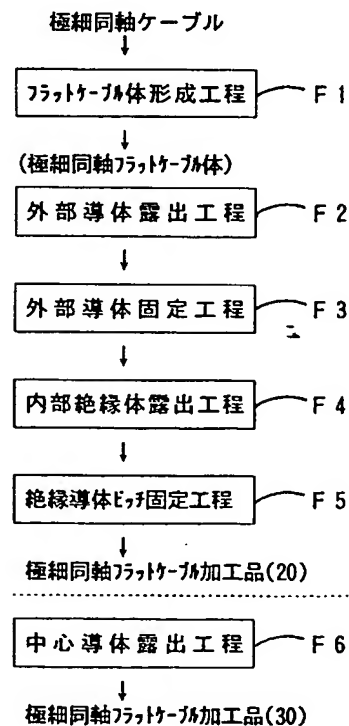 極細同軸ケーブル
フラットケーブル体形成工程 F1
(極細同軸フラットケーブル体)
外部導体露出工程 F2
外部導体固定工程 F3
内部絶縁体露出工程 F4
絶縁導体ピッチ固定工程 F5
極細同軸フラットケーブル加工品(20)
中心導体露出工程 F6
極細同軸フラットケーブル加工品(30)